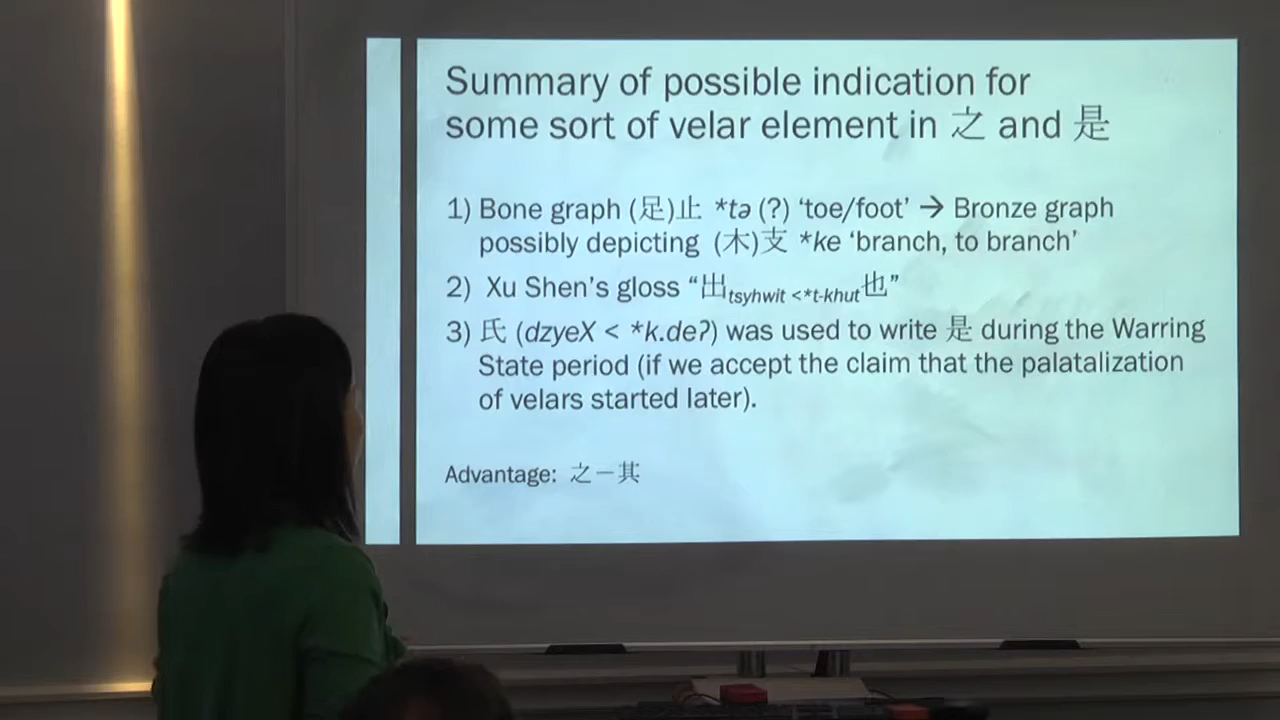 Summary of possible indication for
some sort of velar element in 之 and 是
1) Bone graph (足)止 *tə (?) ‘toe/foot’ → Bronze graph
possibly depicting (木)支 *ke ‘branch, to branch’
2) Xu Shen’s gloss “出tsyhwit <*t-khut也”
3) 氏 (dzyeX < *k.deʔ) was used to write 是 during the Warring
State period (if we accept the claim that the palatalization
of velars started later).
Advantage: 之－其